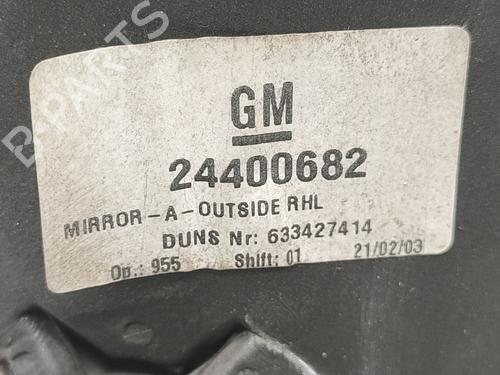 GM
24400682
MIRROR-A-OUTSIDE RHL
DUNS Nr: 633427414
Op.: 955 Shift: 01 21/02/03
B-PARTS